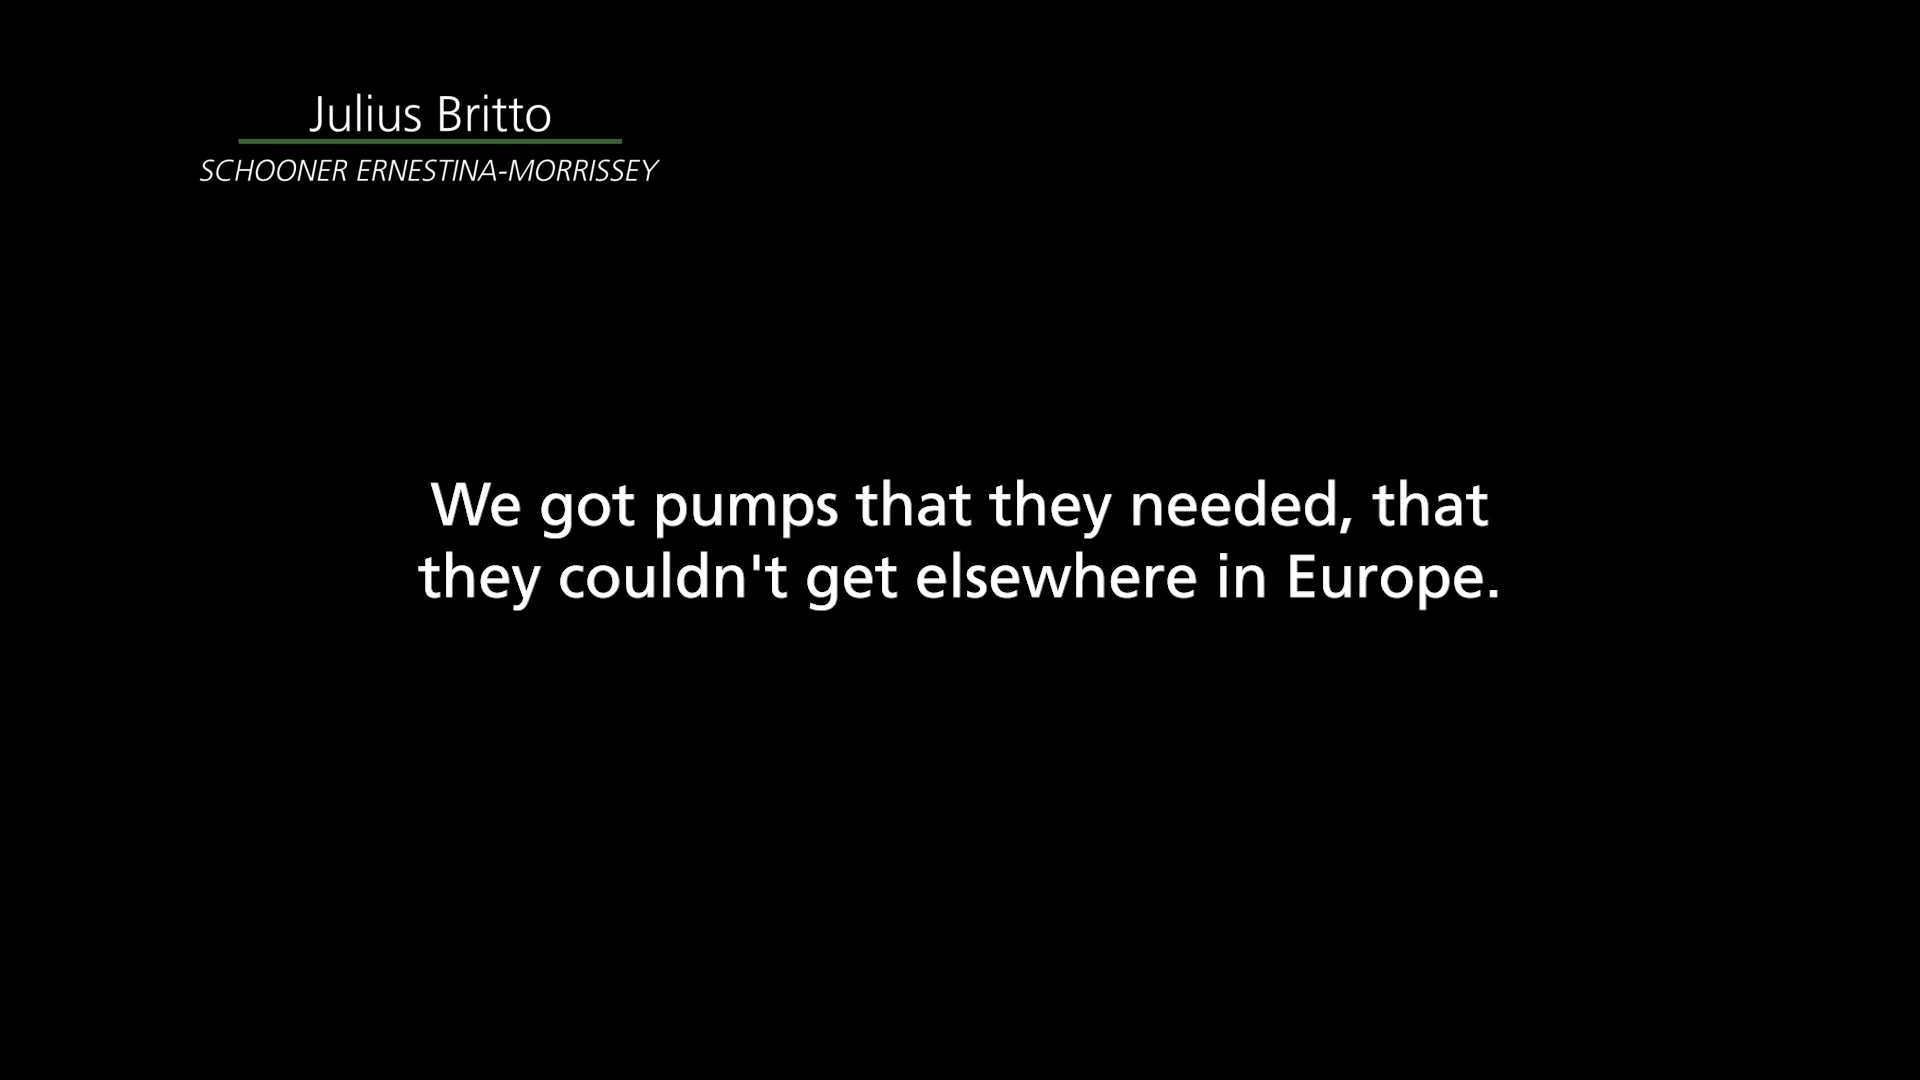 Julius Britto
SCHOONER ERNESTINA-MORRISSEY
We got pumps that they needed, that
they couldn't get elsewhere in Europe.